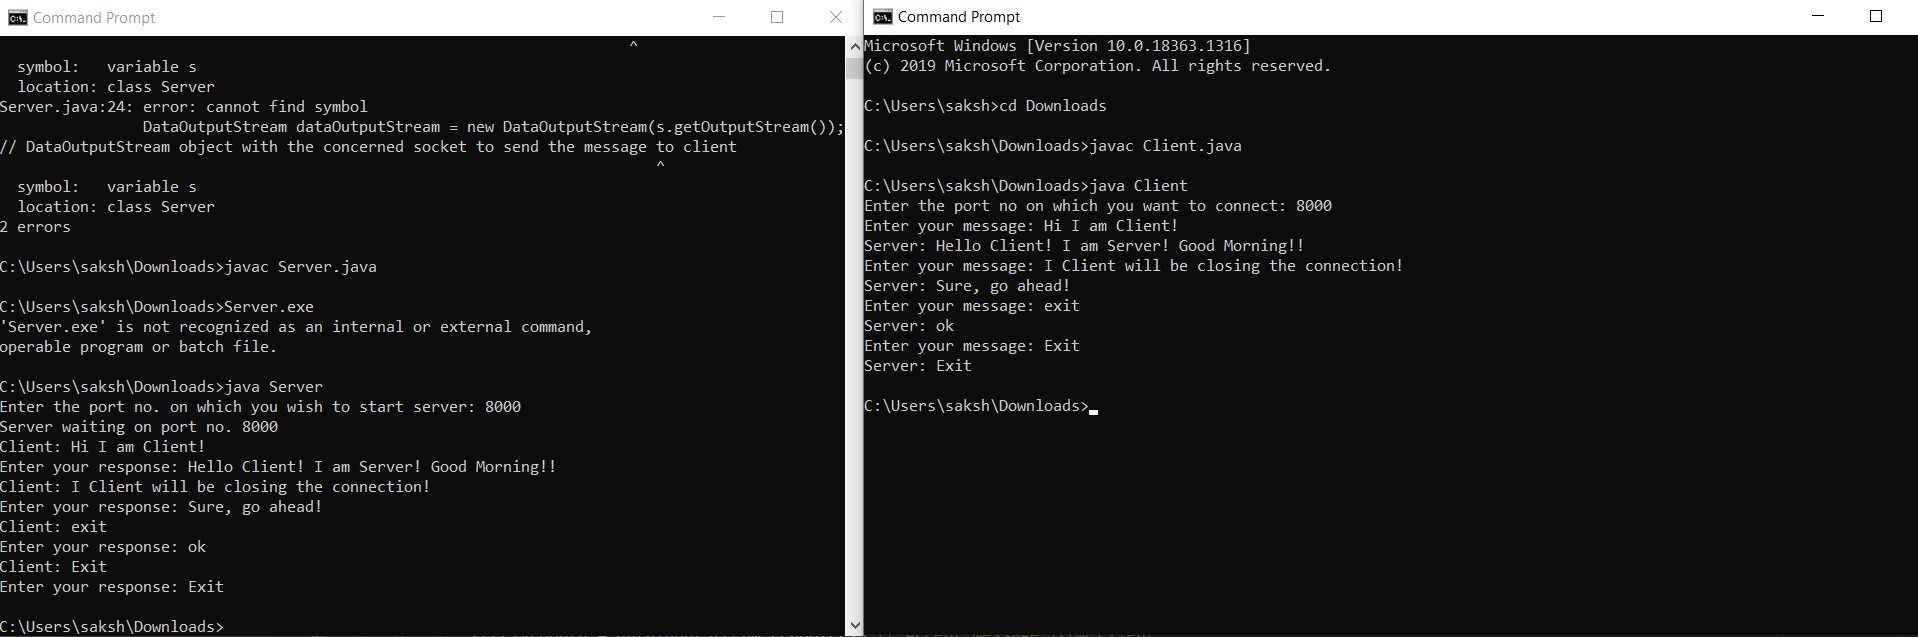 Command Prompt
^
symbol:   variable s
location: class Server
Server.java:24: error: cannot find symbol
DataOutputStream dataOutputStream = new DataOutputStream(s.getOutputStream());
// DataOutputStream object with the concerned socket to send the message to client
^
symbol:   variable s
location: class Server
2 errors
C:\Users\saksh\Downloads>javac Server.java
C:\Users\saksh\Downloads>Server.exe
'Server.exe' is not recognized as an internal or external command,
operable program or batch file.
C:\Users\saksh\Downloads>java Server
Enter the port no. on which you wish to start server: 8000
Server waiting on port no. 8000
Client: Hi I am Client!
Enter your response: Hello Client! I am Server! Good Morning!!
Client: I Client will be closing the connection!
Enter your response: Sure, go ahead!
Client: exit
Enter your response: ok
Client: Exit
Enter your response: Exit
C:\Users\saksh\Downloads>
Command Prompt
Microsoft Windows [Version 10.0.18363.1316]
(c) 2019 Microsoft Corporation. All rights reserved.
C:\Users\saksh>cd Downloads
C:\Users\saksh\Downloads>javac Client.java
C:\Users\saksh\Downloads>java Client
Enter the port no on which you want to connect: 8000
Enter your message: Hi I am Client!
Server: Hello Client! I am Server! Good Morning!!
Enter your message: I Client will be closing the connection!
Server: Sure, go ahead!
Enter your message: exit
Server: ok
Enter your message: Exit
Server: Exit
C:\Users\saksh\Downloads>